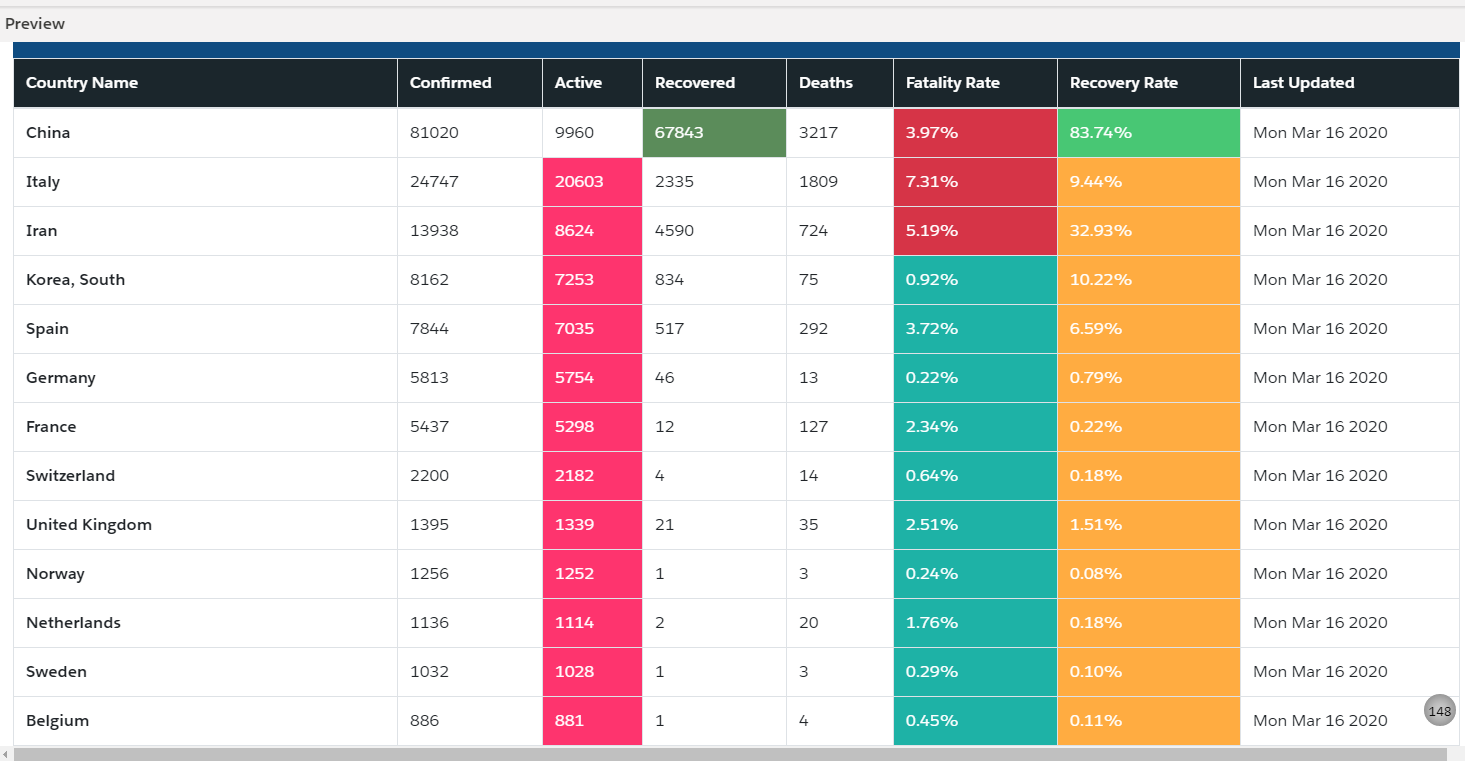 Preview
Country Name Confirmed Active Recovered Deaths Fatality Rate Recovery Rate Last Updated
China 81020 9960 67843 3217 3.97% 83.74% Mon Mar 16 2020
Italy 24747 20603 2335 1809 7.31% 9.44% Mon Mar 16 2020
Iran 13938 8624 4590 724 5.19% 32.93% Mon Mar 16 2020
Korea, South 8162 7253 834 75 0.92% 10.22% Mon Mar 16 2020
Spain 7844 7035 517 292 3.72% 6.59% Mon Mar 16 2020
Germany 5813 5754 46 13 0.22% 0.79% Mon Mar 16 2020
France 5437 5298 12 127 2.34% 0.22% Mon Mar 16 2020
Switzerland 2200 2182 4 14 0.64% 0.18% Mon Mar 16 2020
United Kingdom 1395 1339 21 35 2.51% 1.51% Mon Mar 16 2020
Norway 1256 1252 1 3 0.24% 0.08% Mon Mar 16 2020
Netherlands 1136 1114 2 20 1.76% 0.18% Mon Mar 16 2020
Sweden 1032 1028 1 3 0.29% 0.10% Mon Mar 16 2020
Belgium 886 881 1 4 0.45% 0.11% Mon Mar 16 2020 148